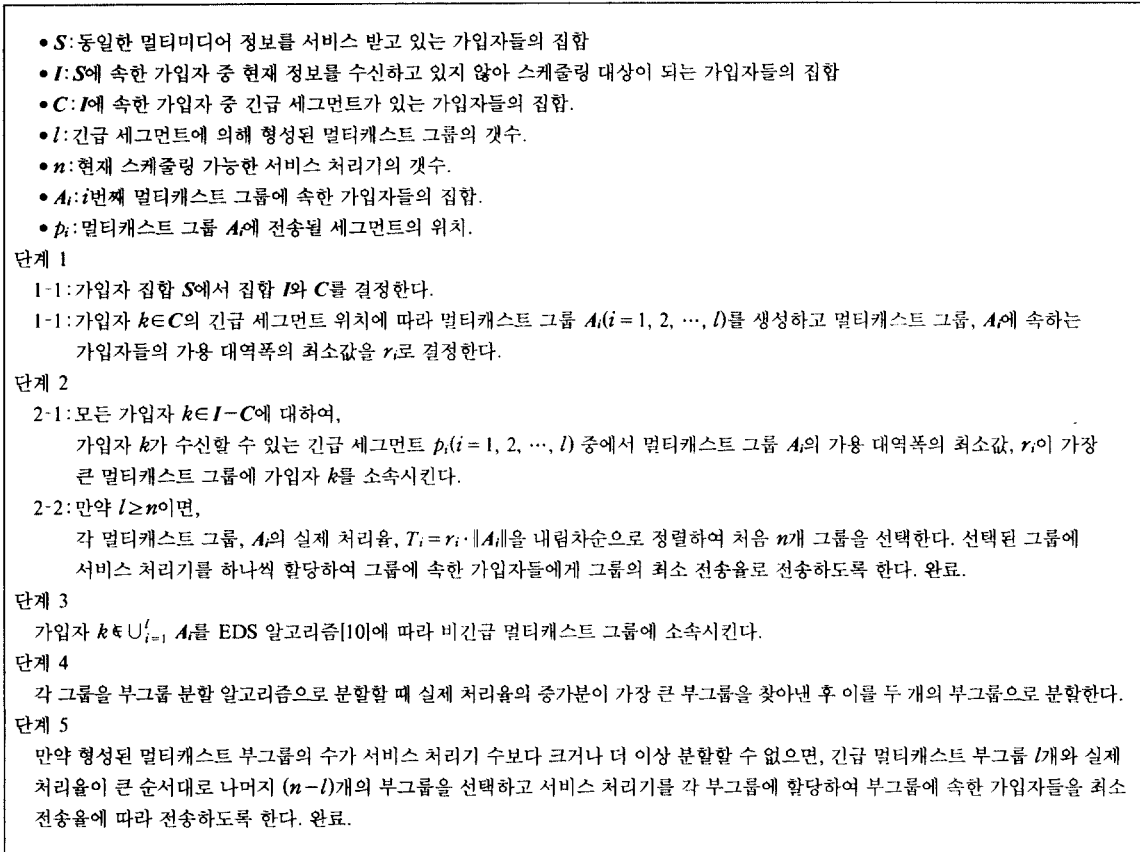 • S:동일한 멀티미디어 정보를 서비스 받고 있는 가입자들의 집합
• I:S에 속한 가입자 중 현재 정보를 수신하고 있지 않아 스케줄링 대상이 되는 가입자들의 집합
• C:I에 속한 가입자 중 긴급 세그먼트가 있는 가입자들의 집합.
• l:긴급 세그먼트에 의해 형성된 멀티캐스트 그룹의 갯수.
• n:현재 스케줄링 가능한 서비스 처리기의 갯수.
• Aᵢ:i번째 멀티캐스트 그룹에 속한 가입자들의 집합.
• pᵢ:멀티캐스트 그룹 Aᵢ에 전송될 세그먼트의 위치.
단계 1
1-1:가입자 집합 S에서 집합 I와 C를 결정한다.
1-1:가입자 k∈C의 긴급 세그먼트 위치에 따라 멀티캐스트 그룹 Aᵢ(i = 1, 2, ⋯, l)를 생성하고 멀티캐스트 그룹, Aᵢ에 속하는
가입자들의 가용 대역폭의 최소값을 rᵢ로 결정한다.
단계 2
2-1:모든 가입자 k∈I−C에 대하여,
가입자 k가 수신할 수 있는 긴급 세그먼트 pᵢ(i = 1, 2, ⋯, l) 중에서 멀티캐스트 그룹 Aᵢ의 가용 대역폭의 최소값, rᵢ이 가장
큰 멀티캐스트 그룹에 가입자 k를 소속시킨다.
2-2:만약 l≥n이면,
각 멀티캐스트 그룹, Aᵢ의 실제 처리율, Tᵢ = rᵢ·‖Aᵢ‖을 내림차순으로 정렬하여 처음 n개 그룹을 선택한다. 선택된 그룹에
서비스 처리기를 하나씩 할당하여 그룹에 속한 가입자들에게 그룹의 최소 전송율로 전송하도록 한다. 완료.
단계 3
가입자 k∉∪ˡᵢ₌₁ Aᵢ를 EDS 알고리즘[10]에 따라 비긴급 멀티캐스트 그룹에 소속시킨다.
단계 4
각 그룹을 부그룹 분할 알고리즘으로 분할할 때 실제 처리율의 증가분이 가장 큰 부그룹을 찾아낸 후 이를 두 개의 부그룹으로 분할한다.
단계 5
만약 형성된 멀티캐스트 부그룹의 수가 서비스 처리기 수보다 크거나 더 이상 분할할 수 없으면, 긴급 멀티캐스트 부그룹 l개와 실제
처리율이 큰 순서대로 나머지 (n−l)개의 부그룹을 선택하고 서비스 처리기를 각 부그룹에 할당하여 부그룹에 속한 가입자들을 최소
전송율에 따라 전송하도록 한다. 완료.